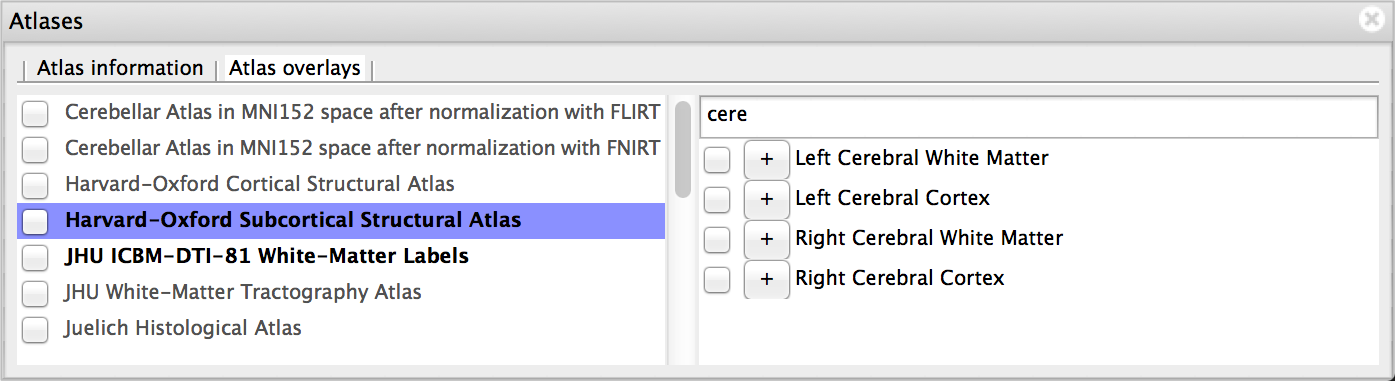 Atlases
Atlas information
Atlas overlays
Cerebellar Atlas in MNI152 space after normalization with FLIRT
Cerebellar Atlas in MNI152 space after normalization with FNIRT
Harvard-Oxford Cortical Structural Atlas
Harvard-Oxford Subcortical Structural Atlas
JHU ICBM-DTI-81 White-Matter Labels
JHU White-Matter Tractography Atlas
Juelich Histological Atlas
cere
+ Left Cerebral White Matter
+ Left Cerebral Cortex
+ Right Cerebral White Matter
+ Right Cerebral Cortex